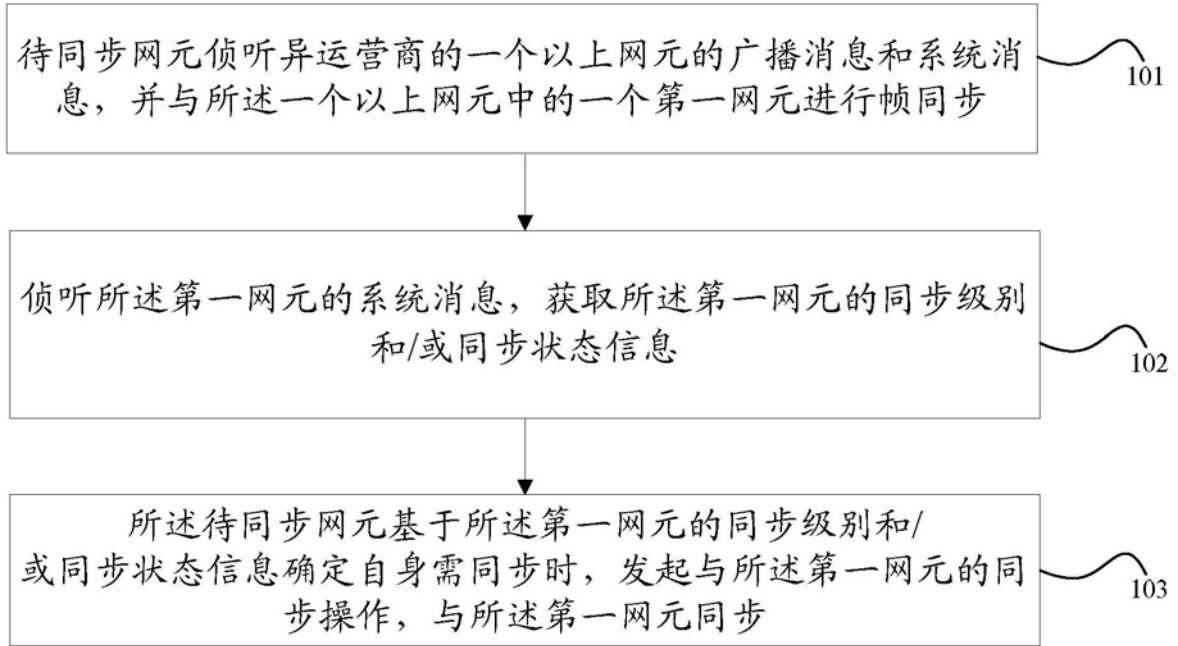 待同步网元侦听异运营商的一个以上网元的广播消息和系统消
息，并与所述一个以上网元中的一个第一网元进行帧同步
101
侦听所述第一网元的系统消息，获取所述第一网元的同步级别
和/或同步状态信息
102
所述待同步网元基于所述第一网元的同步级别和/
或同步状态信息确定自身需同步时，发起与所述第一网元的同
步操作，与所述第一网元同步
103